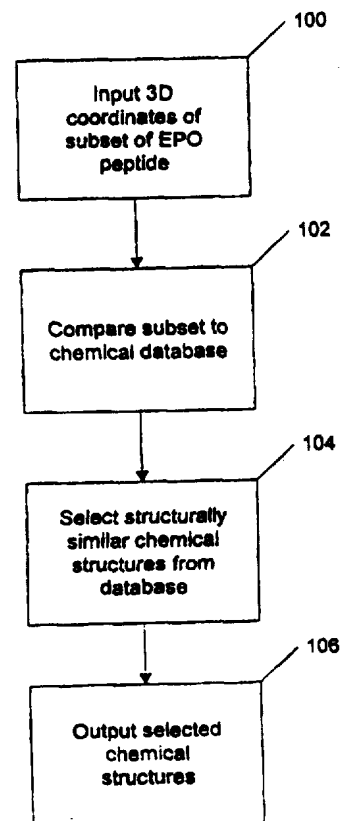 100
Input 3D
coordinates of
subset of EPO
peptide
102
Compare subset to
chemical database
104
Select structurally
similar chemical
structures from
database
106
Output selected
chemical
structures